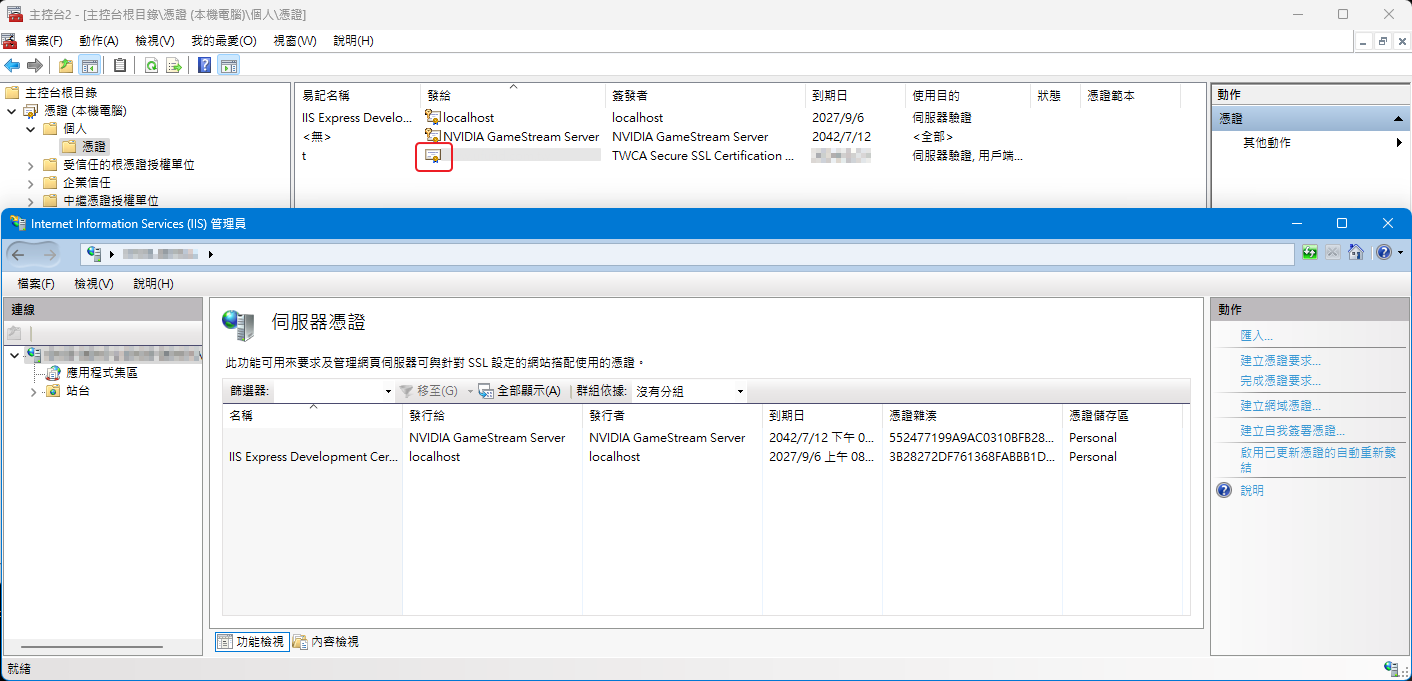 主控台2 - [主控台根目錄\憑證 (本機電腦)\個人\憑證]
檔案(F) 動作(A) 檢視(V) 我的最愛(O) 視窗(W) 說明(H)
主控台根目錄
憑證 (本機電腦)
個人
憑證
受信任的根憑證授權單位
企業信任
中繼憑證授權單位
易記名稱 發給 簽發者 到期日 使用目的 狀態 憑證範本
IIS Express Develo... localhost localhost 2027/9/6 伺服器驗證
<無> NVIDIA GameStream Server NVIDIA GameStream Server 2042/7/12 <全部>
t TWCA Secure SSL Certification ... 伺服器驗證, 用戶端...
動作
憑證
其他動作
Internet Information Services (IIS) 管理員
檔案(F) 檢視(V) 說明(H)
連線
應用程式集區
站台
伺服器憑證
此功能可用來要求及管理網頁伺服器可與針對 SSL 設定的網站搭配使用的憑證。
篩選器: 移至(G) 全部顯示(A) 群組依據: 沒有分組
名稱 發行給 發行者 到期日 憑證雜湊 憑證儲存區
NVIDIA GameStream Server NVIDIA GameStream Server 2042/7/12 下午 0... 552477199A9AC0310BFB28... Personal
IIS Express Development Cer... localhost localhost 2027/9/6 上午 08... 3B28272DF761368FABBB1D... Personal
動作
匯入...
建立憑證要求...
完成憑證要求...
建立網域憑證...
建立自我簽署憑證...
啟用已更新憑證的自動重新繫
結
說明
功能檢視 內容檢視
就緒